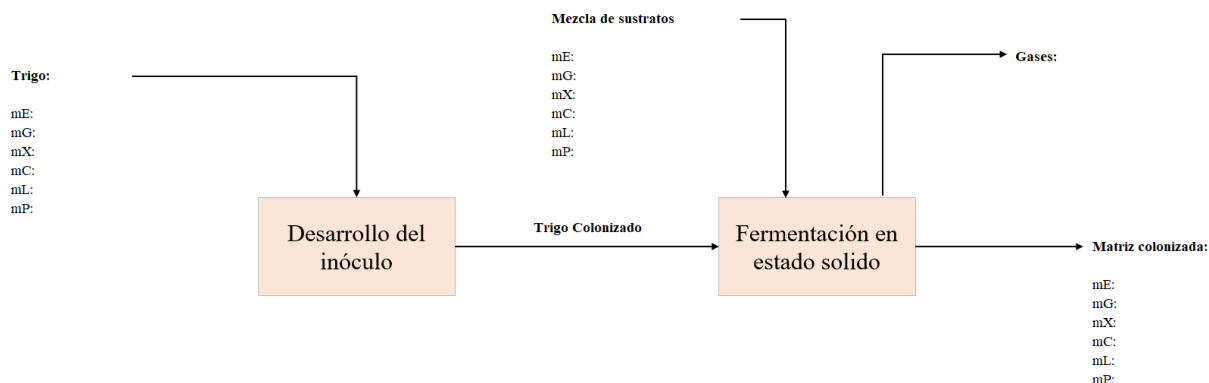 Trigo:
mE:
mG:
mX:
mC:
mL:
mP:
Desarrollo del
inóculo
Trigo Colonizado
Mezcla de sustratos
mE:
mG:
mX:
mC:
mL:
mP:
Fermentación en
estado solido
Gases:
Matriz colonizada:
mE:
mG:
mX:
mC:
mL:
mP: